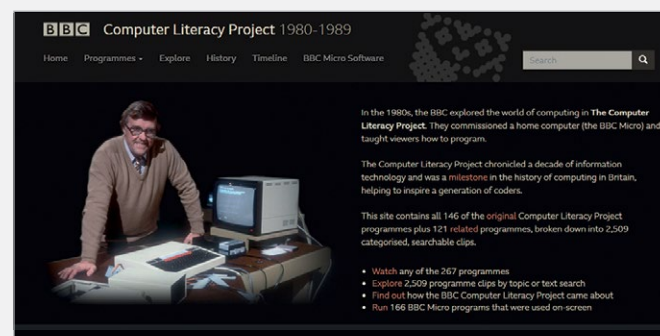 BBC Computer Literacy Project 1980-1989
Home Programmes Explore History Timeline BBC Micro Software Search
In the 1980s, the BBC explored the world of computing in The Computer
Literacy Project. They commissioned a home computer (the BBC Micro) and
taught viewers how to program.
The Computer Literacy Project chronicled a decade of information
technology and was a milestone in the history of computing in Britain,
helping to inspire a generation of coders.
This site contains all 146 of the original Computer Literacy Project
programmes plus 121 related programmes, broken down into 2,509
categorised, searchable clips.
• Watch any of the 267 programmes
• Explore 2,509 programme clips by topic or text search
• Find out how the BBC Computer Literacy Project came about
• Run 166 BBC Micro programs that were used on-screen